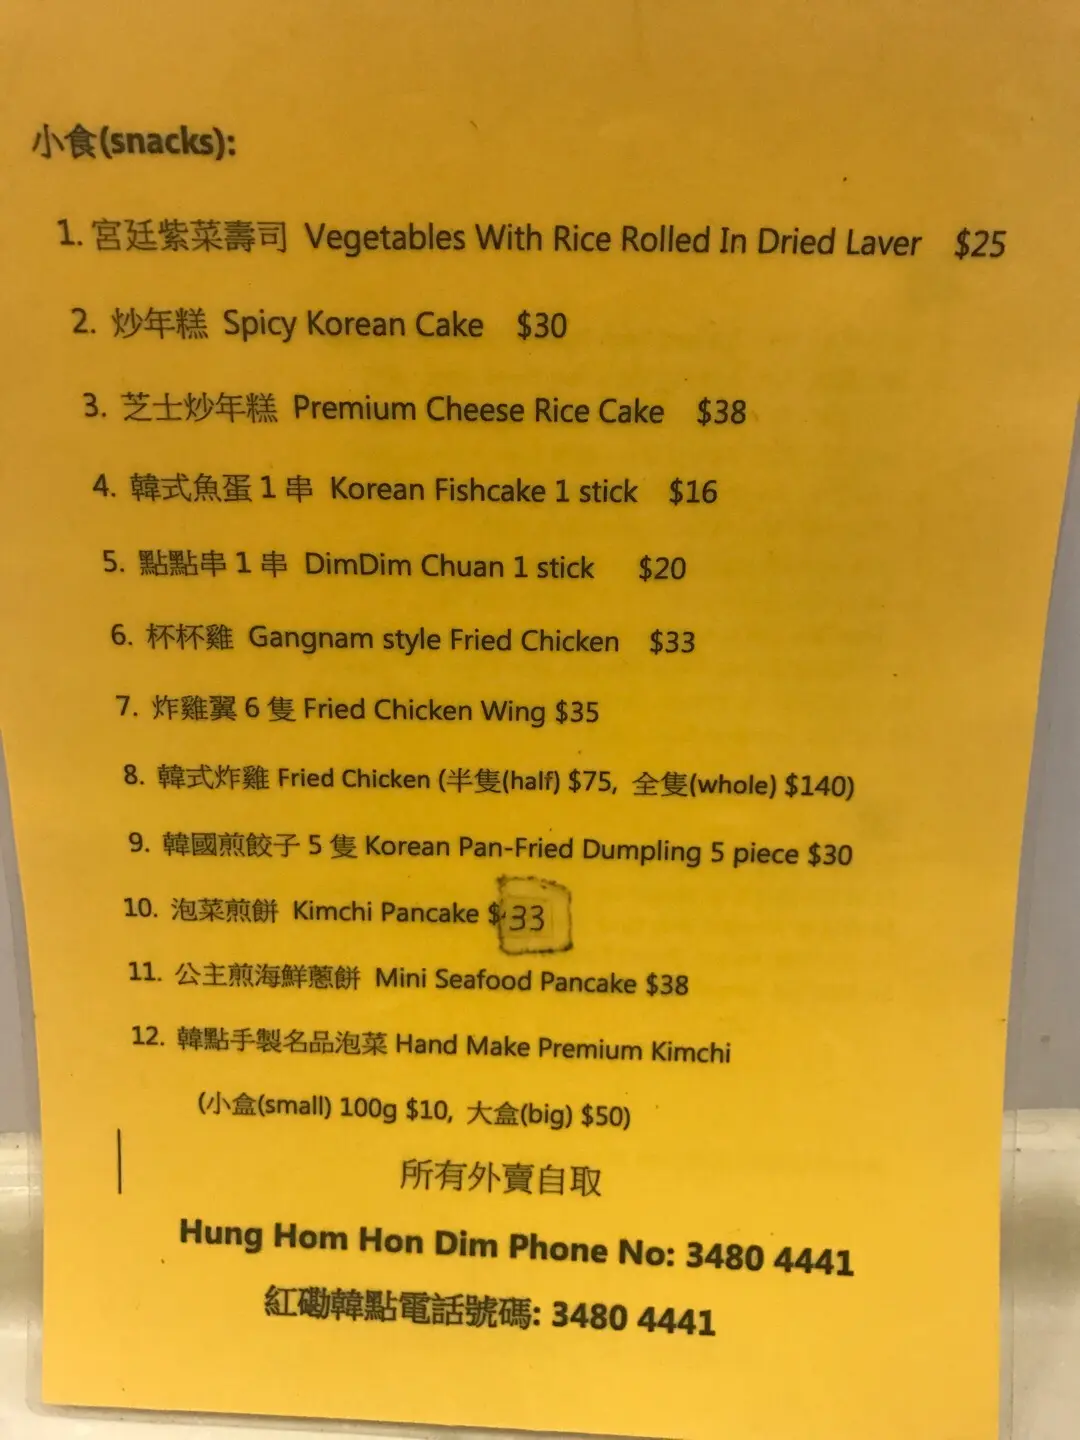 小食(snacks):
1. 宮廷紫菜壽司 Vegetables With Rice Rolled In Dried Laver $25
2. 炒年糕 Spicy Korean Cake $30
3. 芝士炒年糕 Premium Cheese Rice Cake $38
4. 韓式魚蛋 1 串 Korean Fishcake 1 stick $16
5. 點點串 1 串 DimDim Chuan 1 stick $20
6. 杯杯雞 Gangnam style Fried Chicken $33
7. 炸雞翼 6 隻 Fried Chicken Wing $35
8. 韓式炸雞 Fried Chicken (半隻(half) $75, 全隻(whole) $140)
9. 韓國煎餃子 5 隻 Korean Pan-Fried Dumpling 5 piece $30
10. 泡菜煎餅 Kimchi Pancake $33
11. 公主煎海鮮蔥餅 Mini Seafood Pancake $38
12. 韓點手製名品泡菜 Hand Make Premium Kimchi
(小盒(small) 100g $10, 大盒(big) $50)
所有外賣自取
Hung Hom Hon Dim Phone No: 3480 4441
紅磡韓點電話號碼: 3480 4441